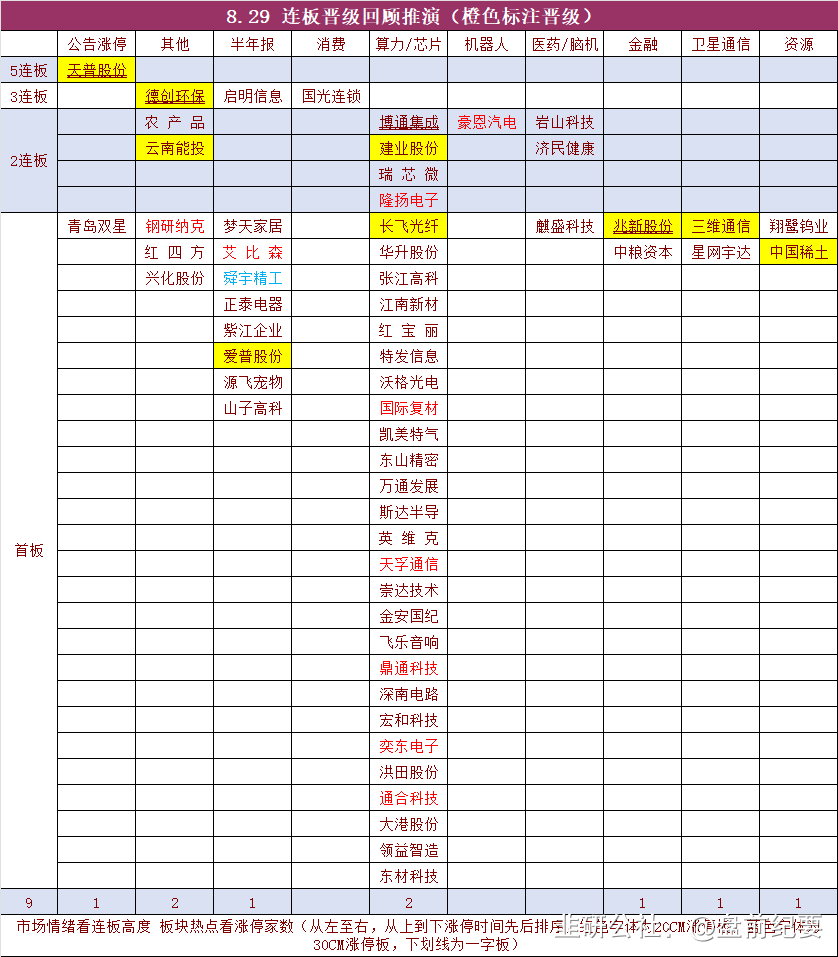 8.29 连板晋级回顾推演（橙色标注晋级）
公告涨停 其他 半年报 消费 算力/芯片 机器人 医药/脑机 金融 卫星通信 资源
5连板 天普股份
3连板 德创环保 启明信息 国光连锁
农产品 博通集成 豪恩汽电 岩山科技
2连板
云南能投 建业股份 济民健康
瑞芯微
隆扬电子
青岛双星 钢研纳克 梦天家居 长飞光纤 麒盛科技 兆新股份 三维通信 翔鹭钨业
红四方 艾比森 华升股份 中粮资本 星网宇达 中国稀土
兴化股份 舜宇精工 张江高科
正泰电器 江南新材
紫江企业 红宝丽
爱普股份 特发信息
源飞宠物 沃格光电
山子高科 国际复材
凯美特气
东山精密
万通发展
斯达半导
英维克
首板
天孚通信
崇达技术
金安国纪
飞乐音响
鼎通科技
深南电路
宏和科技
奕东电子
洪田股份
通合科技
大港股份
领益智造
东材科技
9 1 2 1 2 1 1 1
市场情绪看连板高度 板块热点看涨停家数（从左至右，从上到下涨停时间先后排序，
30CM涨停板，下划线为一字板）
韭研公社：@盘前纪要